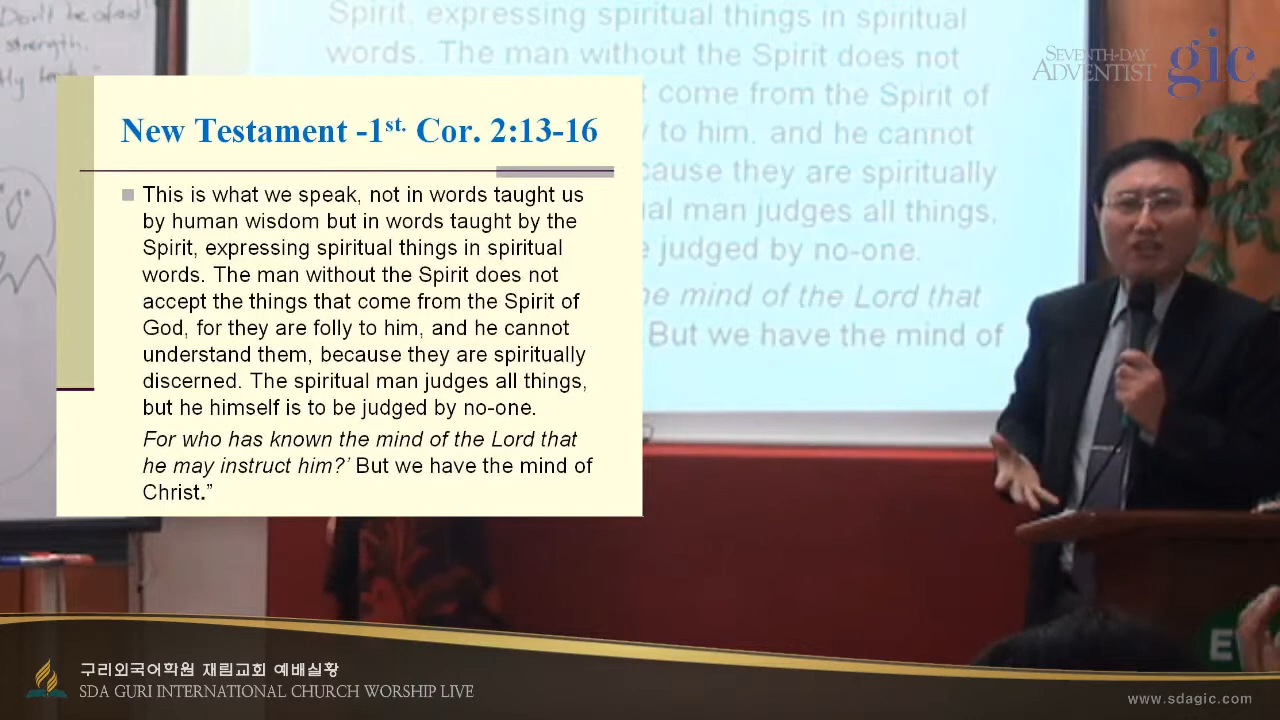 Don't be afraid!
strength.
Spirit, expressing spiritual things in spiritual
words. The man without the Spirit does not
come from the Spirit of
to him, and he cannot
cause they are spiritually
al man judges all things,
judged by no-one.
mind of the Lord that
But we have the mind of
SEVENTH-DAY
ADVENTIST gic
New Testament -1st. Cor. 2:13-16
This is what we speak, not in words taught us
by human wisdom but in words taught by the
Spirit, expressing spiritual things in spiritual
words. The man without the Spirit does not
accept the things that come from the Spirit of
God, for they are folly to him, and he cannot
understand them, because they are spiritually
discerned. The spiritual man judges all things,
but he himself is to be judged by no-one.
For who has known the mind of the Lord that
he may instruct him?’ But we have the mind of
Christ.”
E
구리외국어학원 재림교회 예배실황
SDA GURI INTERNATIONAL CHURCH WORSHIP LIVE
www.sdagic.com